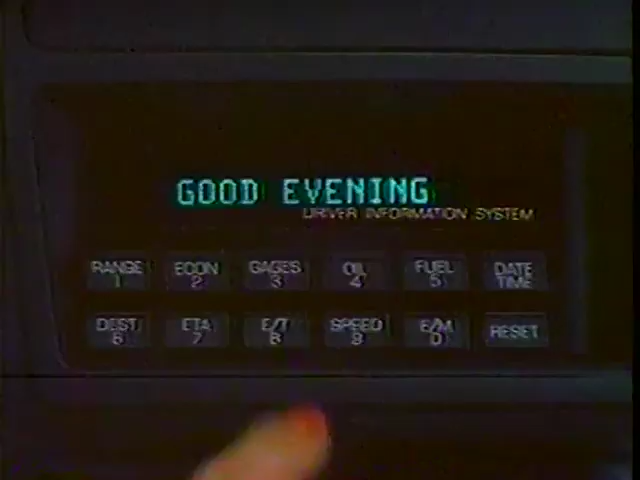 GOOD EVENING
DRIVER INFORMATION SYSTEM
RANGE ECON GAGES OIL FUEL DATE
1 2 3 4 5 TIME
DEST ETA E/T SPEED E/M RESET
6 7 8 9 0